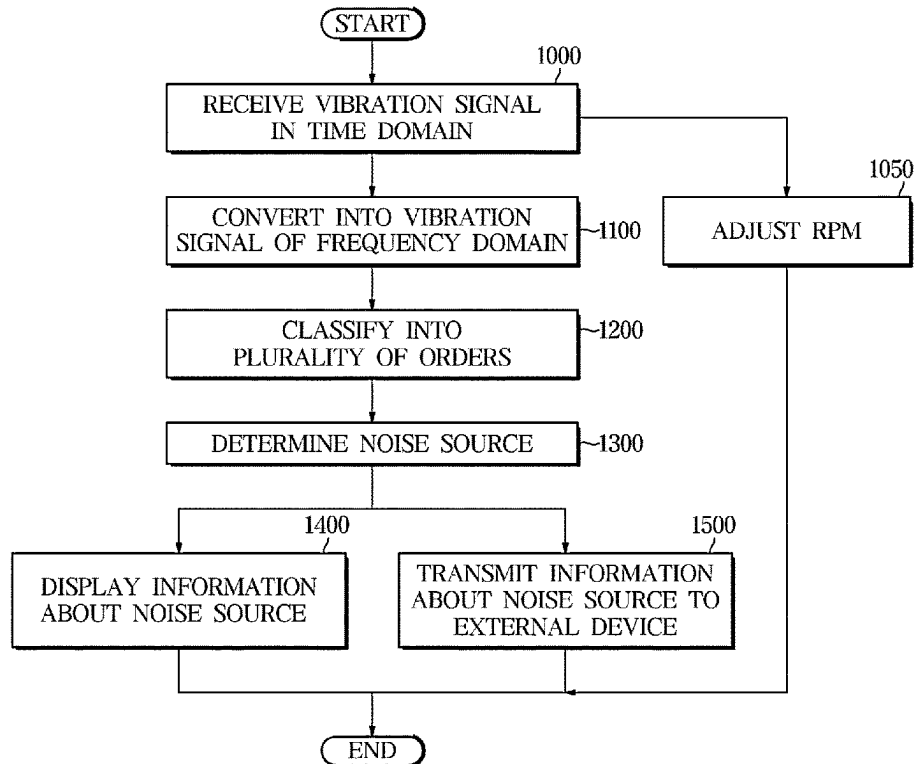 START
1000
RECEIVE VIBRATION SIGNAL
IN TIME DOMAIN
1050
ADJUST RPM
CONVERT INTO VIBRATION
SIGNAL OF FREQUENCY DOMAIN
1100
CLASSIFY INTO
PLURALITY OF ORDERS
1200
DETERMINE NOISE SOURCE
1300
1400
DISPLAY INFORMATION
ABOUT NOISE SOURCE
1500
TRANSMIT INFORMATION
ABOUT NOISE SOURCE TO
EXTERNAL DEVICE
END